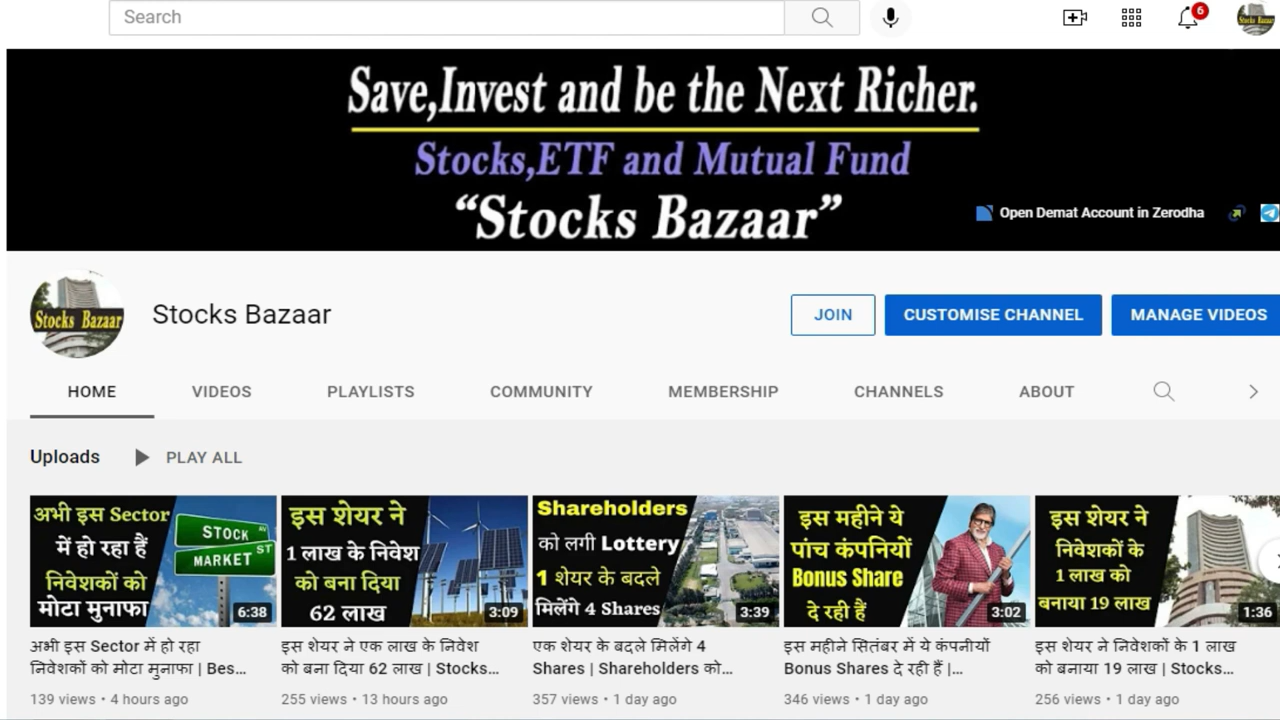 Search
6
Save,Invest and be the Next Richer.
Stocks,ETF and Mutual Fund
“Stocks Bazaar”
Open Demat Account in Zerodha
Stocks Bazaar
Stocks Bazaar
JOIN
CUSTOMISE CHANNEL
MANAGE VIDEOS
HOME VIDEOS PLAYLISTS COMMUNITY MEMBERSHIP CHANNELS ABOUT
Uploads PLAY ALL
अभी इस Sector
में हो रहा हैं
निवेशकों को
मोटा मुनाफा
STOCK AV
MARKET ST
6:38
अभी इस Sector में हो रहा
निवेशकों को मोटा मुनाफा | Bes...
139 views • 4 hours ago
इस शेयर ने
1 लाख के निवेश
को बना दिया
62 लाख
3:09
इस शेयर ने एक लाख के निवेश
को बना दिया 62 लाख | Stocks...
255 views • 13 hours ago
Shareholders
को लगी Lottery
1 शेयर के बदले
मिलेंगे 4 Shares
3:39
एक शेयर के बदले मिलेंगे 4
Shares | Shareholders को...
357 views • 1 day ago
इस महीने ये
पांच कंपनियों
Bonus Share
दे रही हैं
3:02
इस महीने सितंबर में ये कंपनीयों
Bonus Shares दे रही हैं |...
346 views • 1 day ago
इस शेयर ने
निवेशकों के
1 लाख को
बनाया 19 लाख
1:36
इस शेयर ने निवेशकों के 1 लाख
को बनाया 19 लाख | Stocks...
256 views • 1 day ago